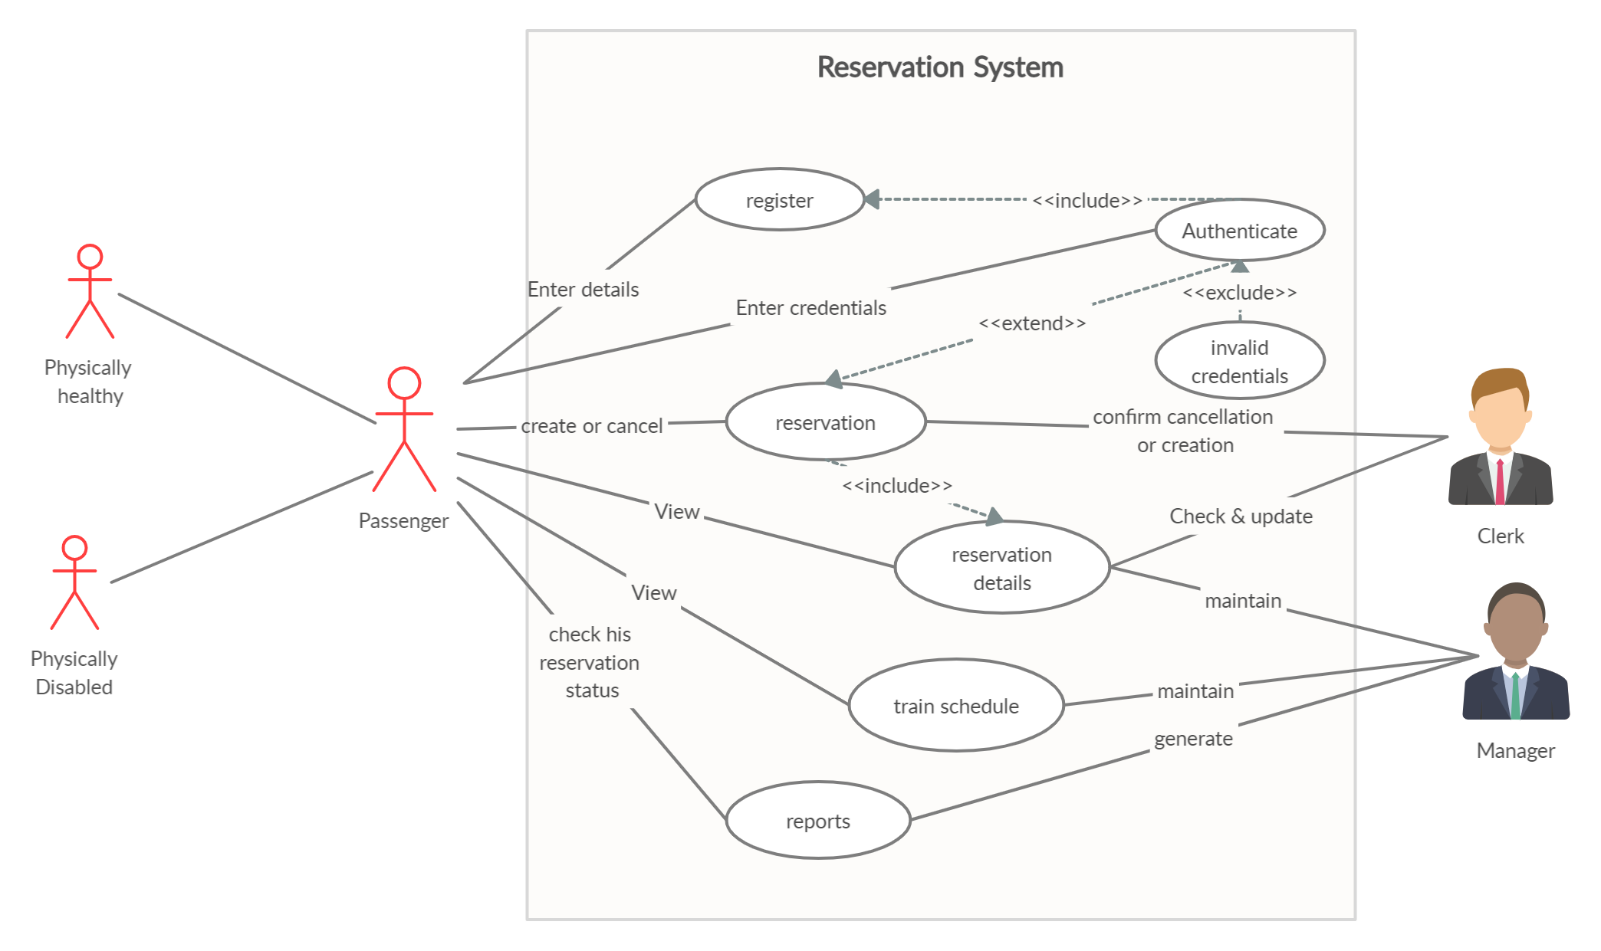 Reservation System
register
<<include>>
Authenticate
Enter details
Enter credentials
<<exclude>>
<<extend>>
invalid
credentials
Physically
healthy
Passenger
create or cancel
reservation
confirm cancellation
or creation
<<include>>
View
Check & update
Clerk
reservation
details
View
maintain
check his
reservation
status
Physically
Disabled
train schedule
maintain
generate
Manager
reports